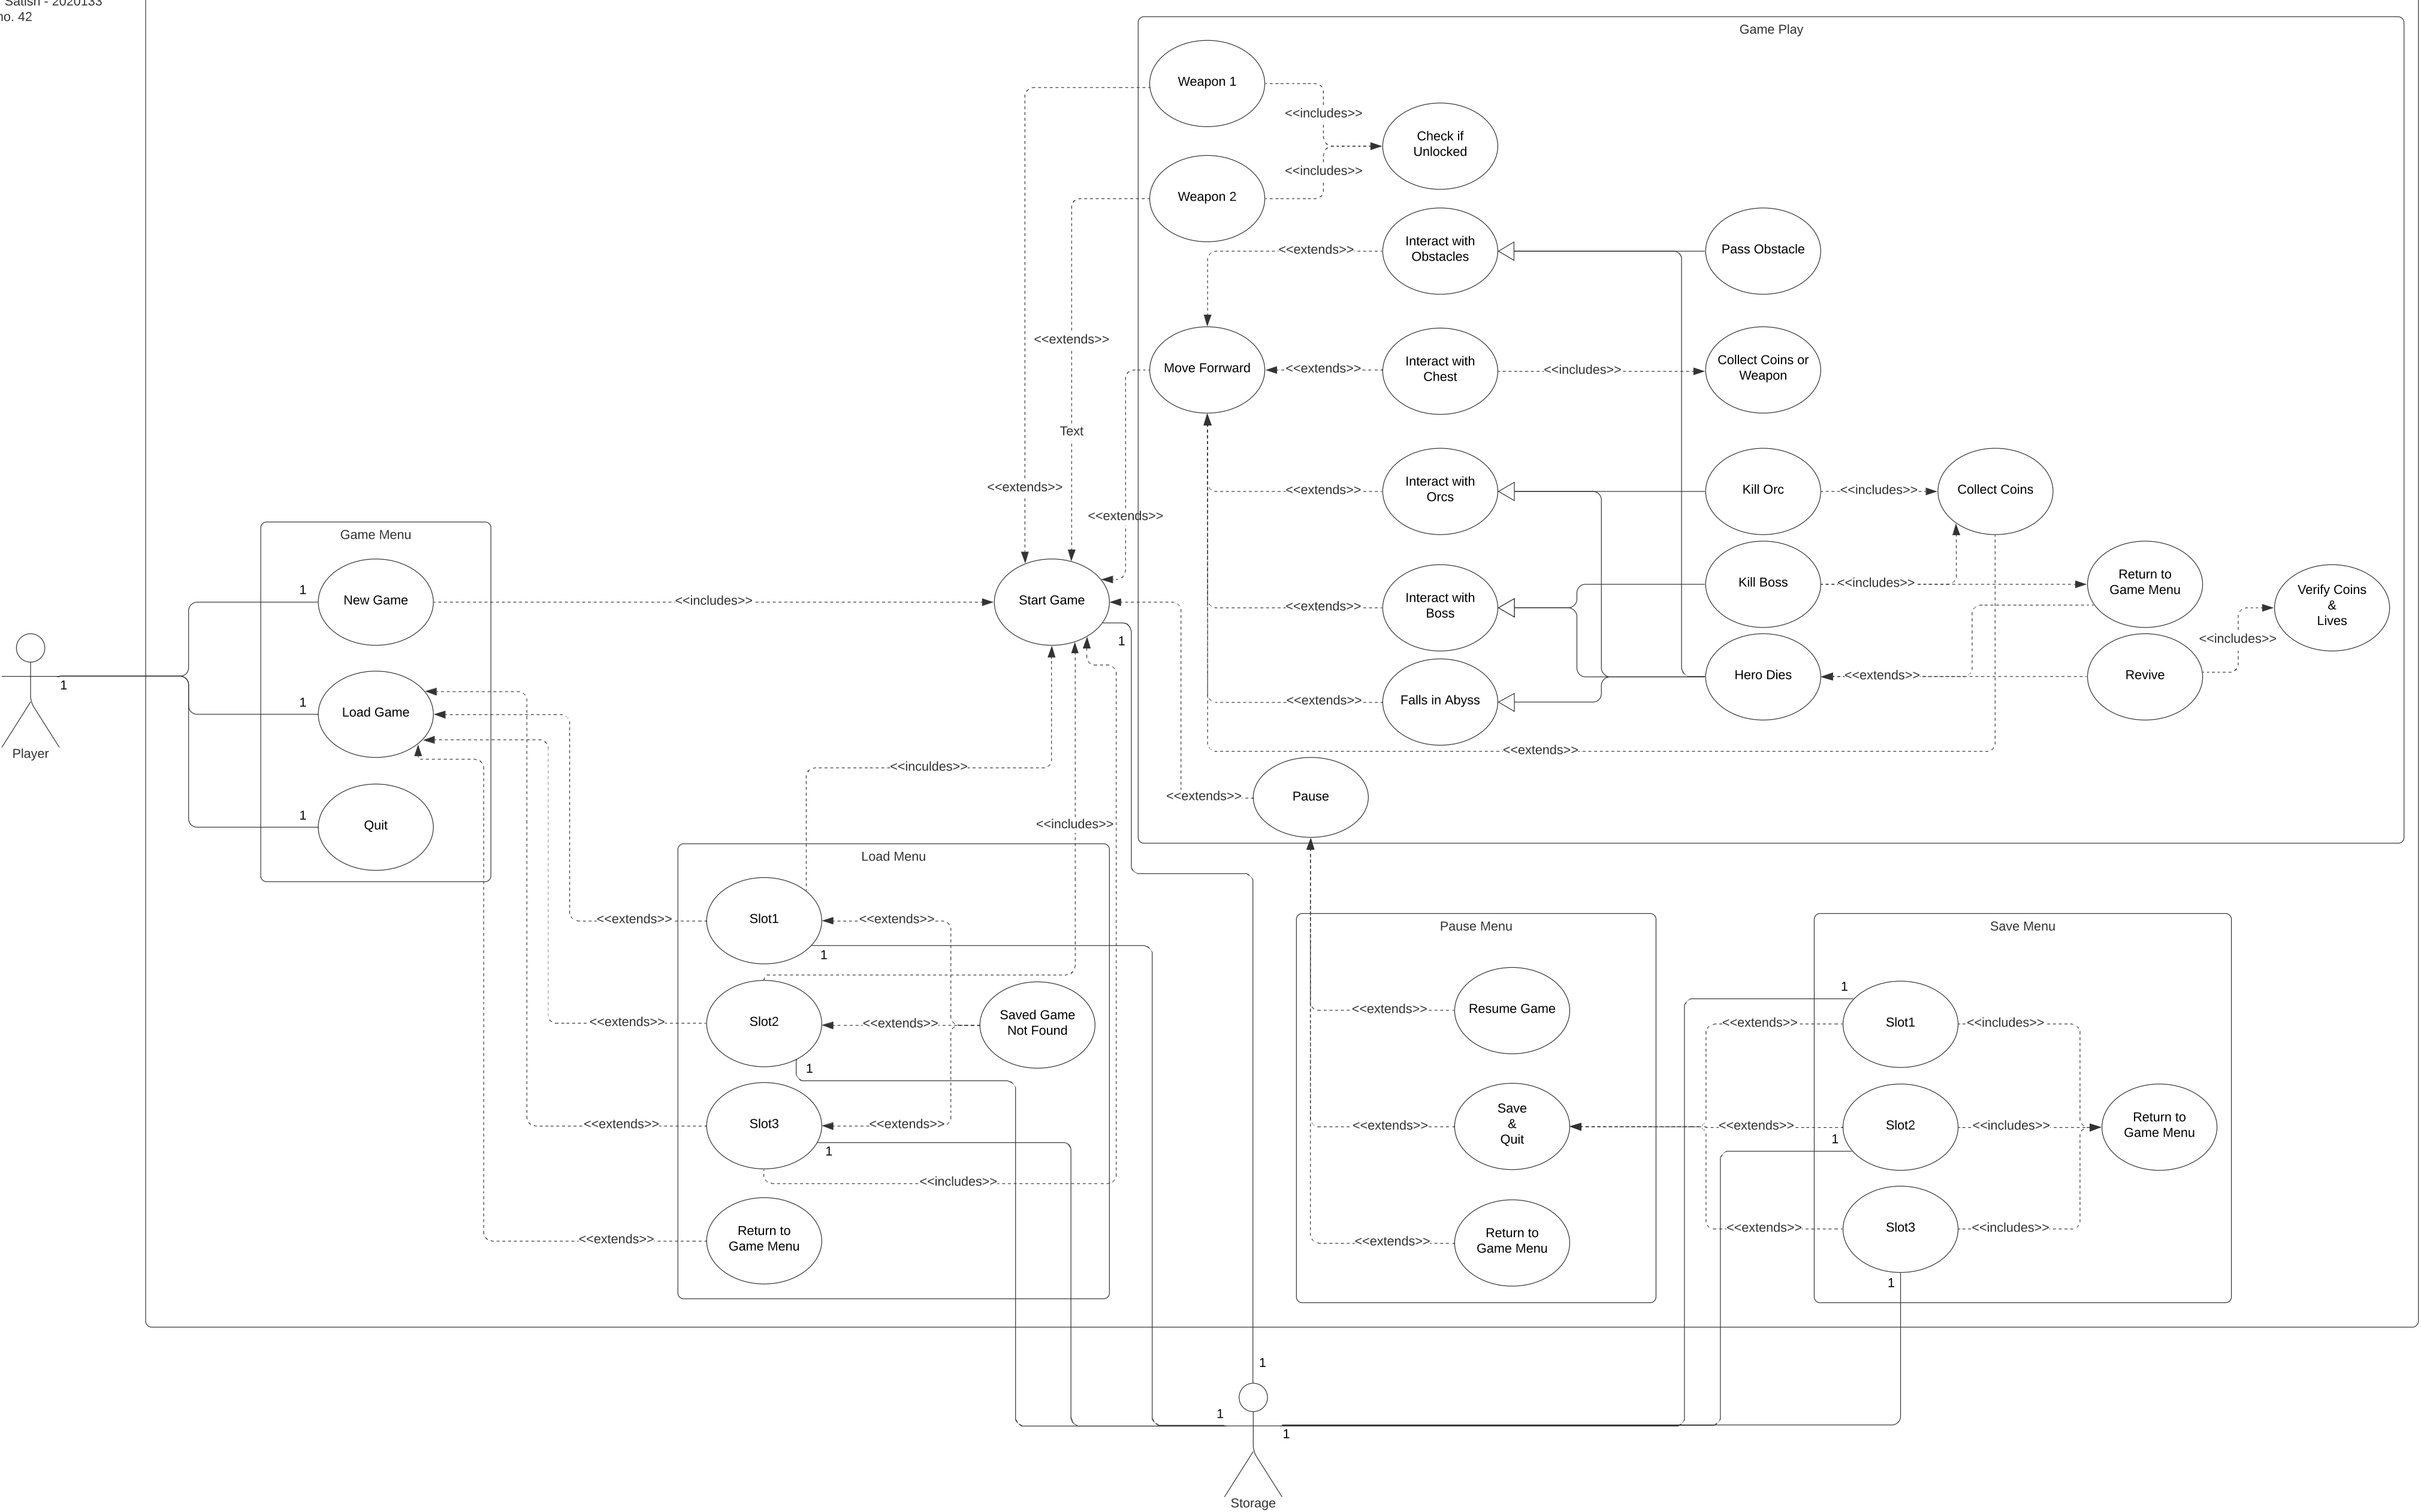 Satish - 2020133
no. 42
Game Play
Weapon 1
<<includes>>
Check if
Unlocked
<<includes>>
Weapon 2
<<extends>>
Interact with
Obstacles
Pass Obstacle
<<extends>>
Move Forrward
<<extends>>
Interact with
Chest
<<includes>>
Collect Coins or
Weapon
Text
<<extends>>
<<extends>>
<<extends>>
Interact with
Orcs
Kill Orc
<<includes>>
Collect Coins
Game Menu
1
New Game
<<includes>>
Start Game
1
<<extends>>
Interact with
Boss
Kill Boss
<<includes>>
Return to
Game Menu
Verify Coins
&
Lives
<<includes>>
1
Player
1
Load Game
<<extends>>
Falls in Abyss
Hero Dies
<<extends>>
Revive
<<extends>>
1
Quit
<<inculdes>>
<<includes>>
<<extends>>
Pause
Load Menu
<<extends>>
Slot1
1
<<extends>>
<<extends>>
Slot2
1
<<extends>>
Saved Game
Not Found
<<extends>>
Slot3
1
<<extends>>
<<includes>>
<<extends>>
Return to
Game Menu
Pause Menu
<<extends>>
Resume Game
<<extends>>
Save
&
Quit
<<extends>>
Return to
Game Menu
Save Menu
1
<<extends>>
Slot1
<<includes>>
<<extends>>
1
Slot2
<<includes>>
Return to
Game Menu
<<extends>>
Slot3
<<includes>>
1
1
1
1
Storage